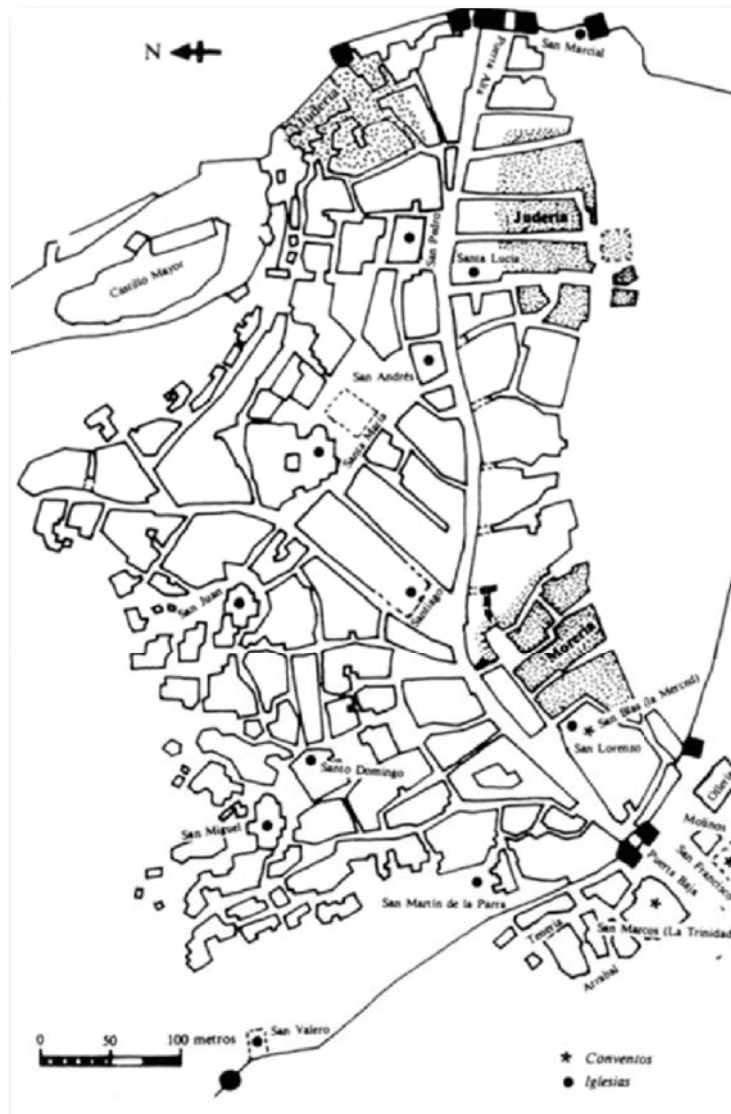 N
San Marcial
Puerta Alta
Judería
San Pedro
Judería
Santa Lucía
Castillo Mayor
San Andrés
Santa María
San Juan
Santiago
Morería
San Blas (la Merced)
San Lorenzo
Santo Domingo
Ollería
Molinos
San Miguel
San Francisco
Puerta Baja
San Martín de la Parra
Tenería
San Marcos (La Trinidad
Arrabal
San Valero
0 50 100 metros
★ Conventos
● Iglesias